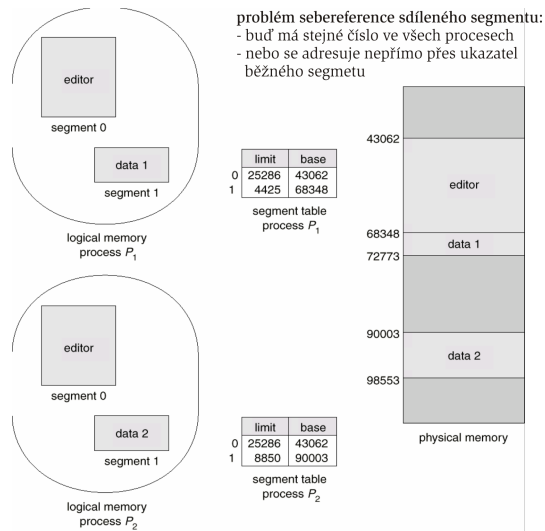 problém sebereference sdíleného segmentu:
- buď má stejné číslo ve všech procesech
- nebo se adresuje nepřímo přes ukazatel
běžného segmetu
editor
segment 0
data 1
segment 1
logical memory
process P1
limit base
0 25286 43062
1 4425 68348
segment table
process P1
editor
segment 0
data 2
segment 1
logical memory
process P2
limit base
0 25286 43062
1 8850 90003
segment table
process P2
43062
editor
68348
data 1
72773
90003
data 2
98553
physical memory